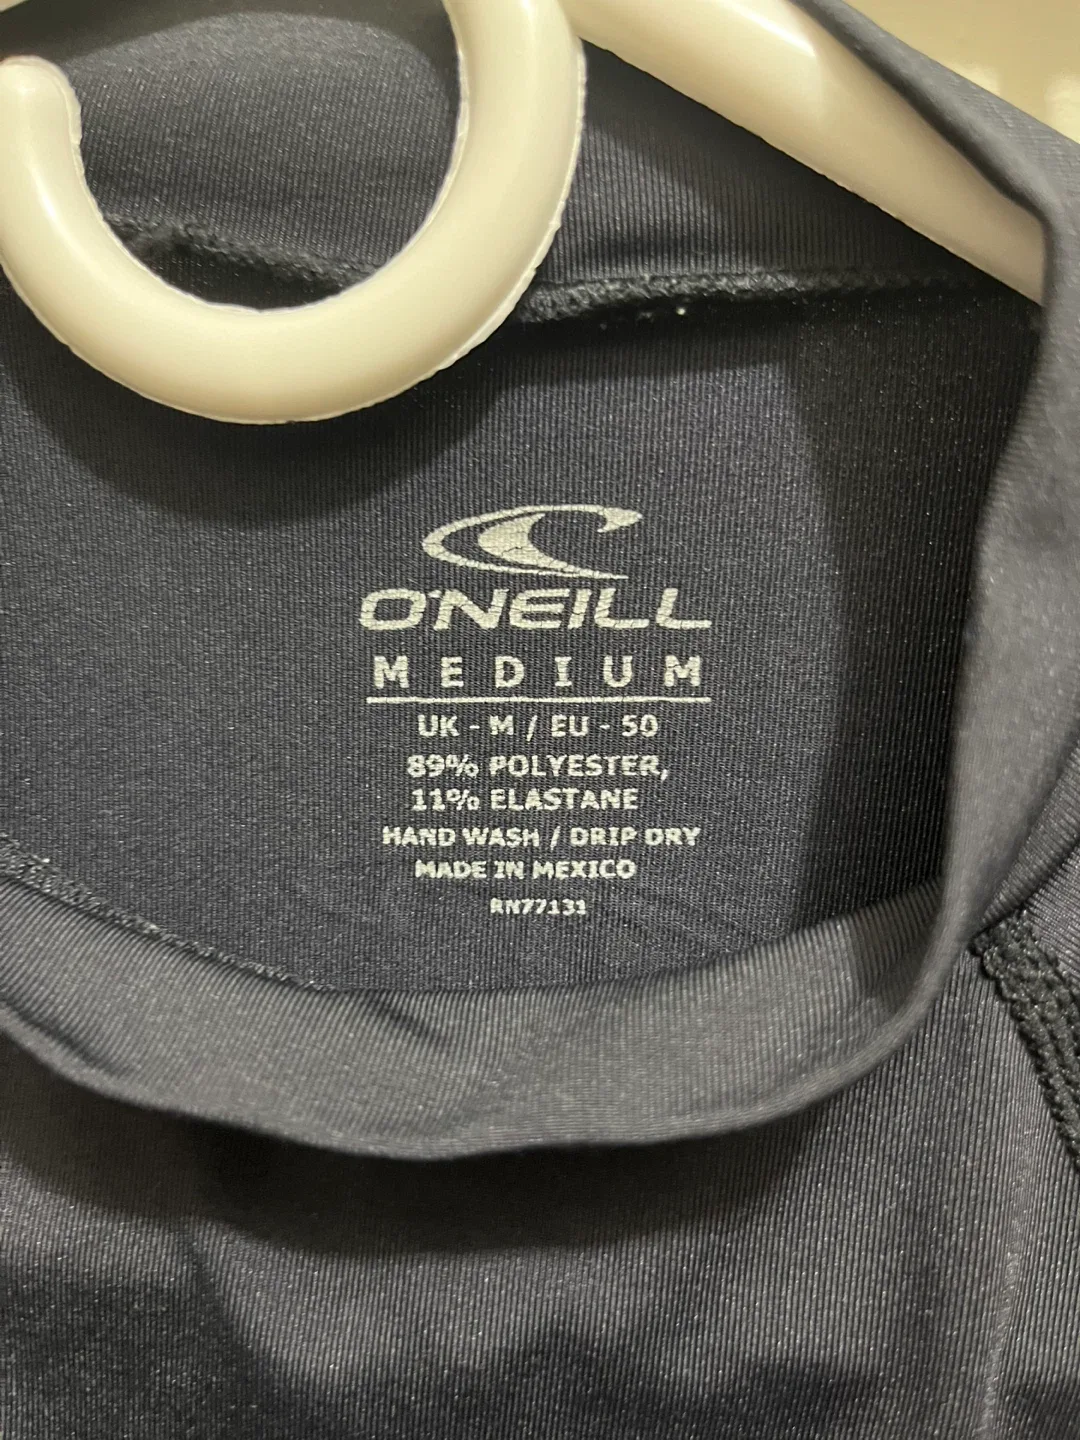 O'NEILL
MEDIUM
UK - M / EU - 50
89% POLYESTER,
11% ELASTANE
HAND WASH / DRIP DRY
MADE IN MEXICO
RN77131